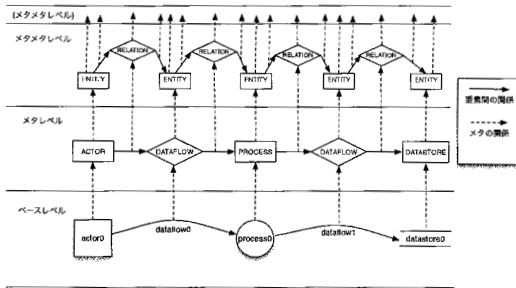 (メタメタレベル)
メタメタレベル
RELATION RELATION RELATION RELATION
ENTITY ENTITY ENTITY ENTITY ENTITY
要素間の関係
メタの関係
メタレベル
ACTOR DATAFLOW PROCESS DATAFLOW DATASTORE
ベースレベル
actor0 dataflow0 process0 dataflow1 datastore0